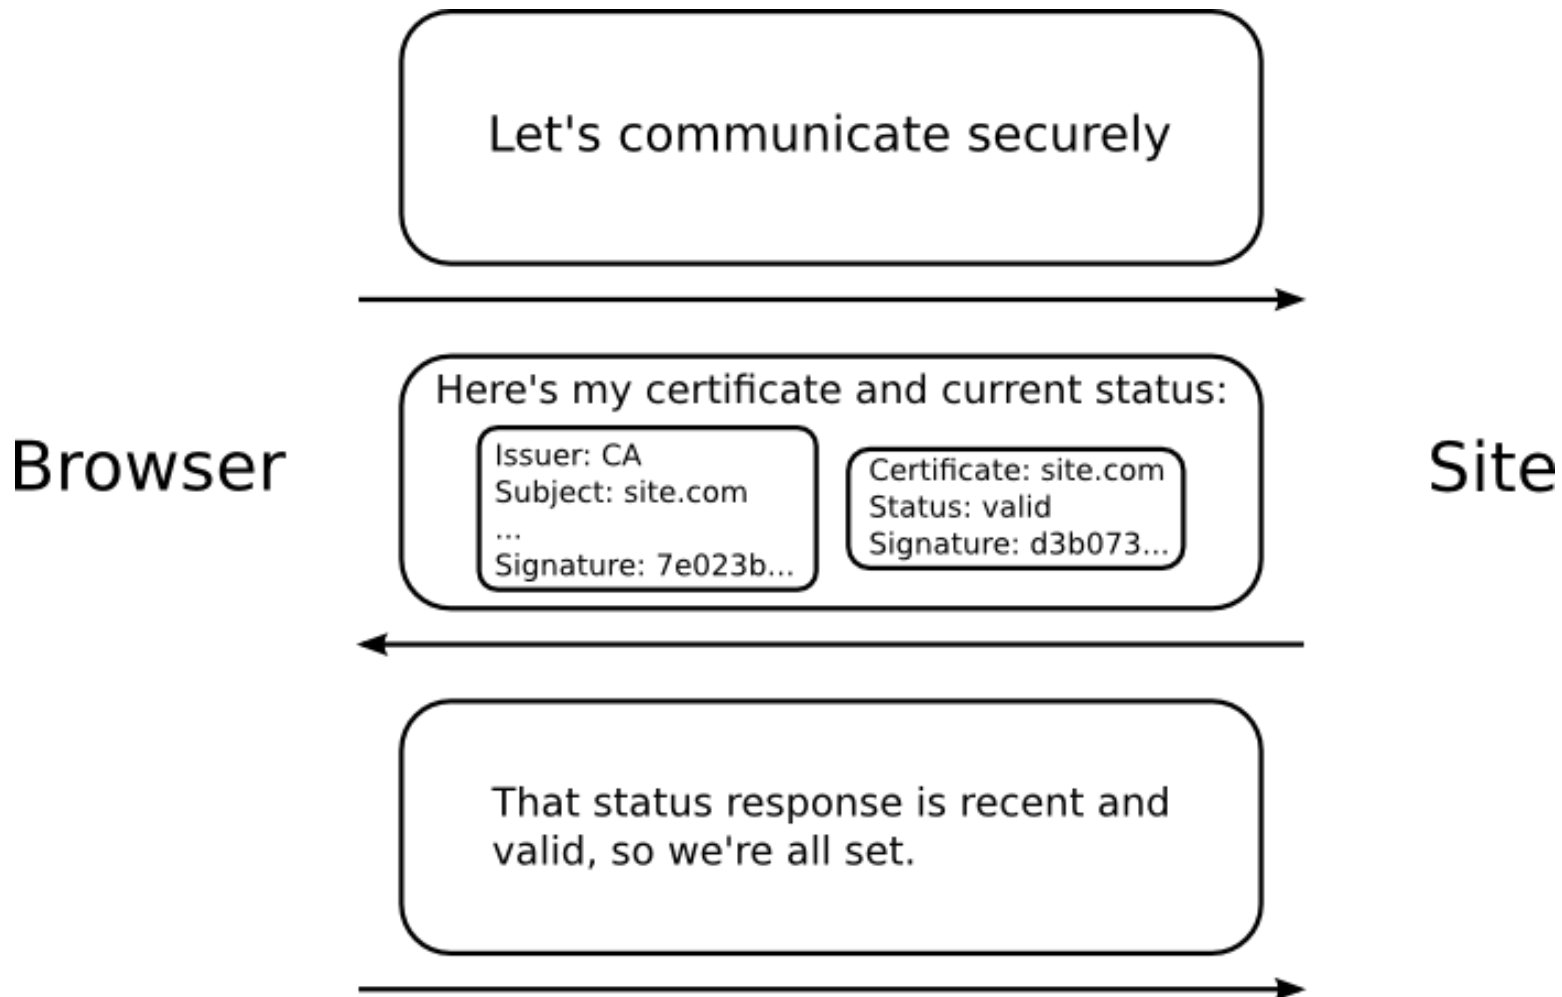 Let's communicate securely
Here's my certificate and current status:
Issuer: CA
Subject: site.com
...
Signature: 7e023b...
Certificate: site.com
Status: valid
Signature: d3b073...
Browser
Site
That status response is recent and
valid, so we're all set.